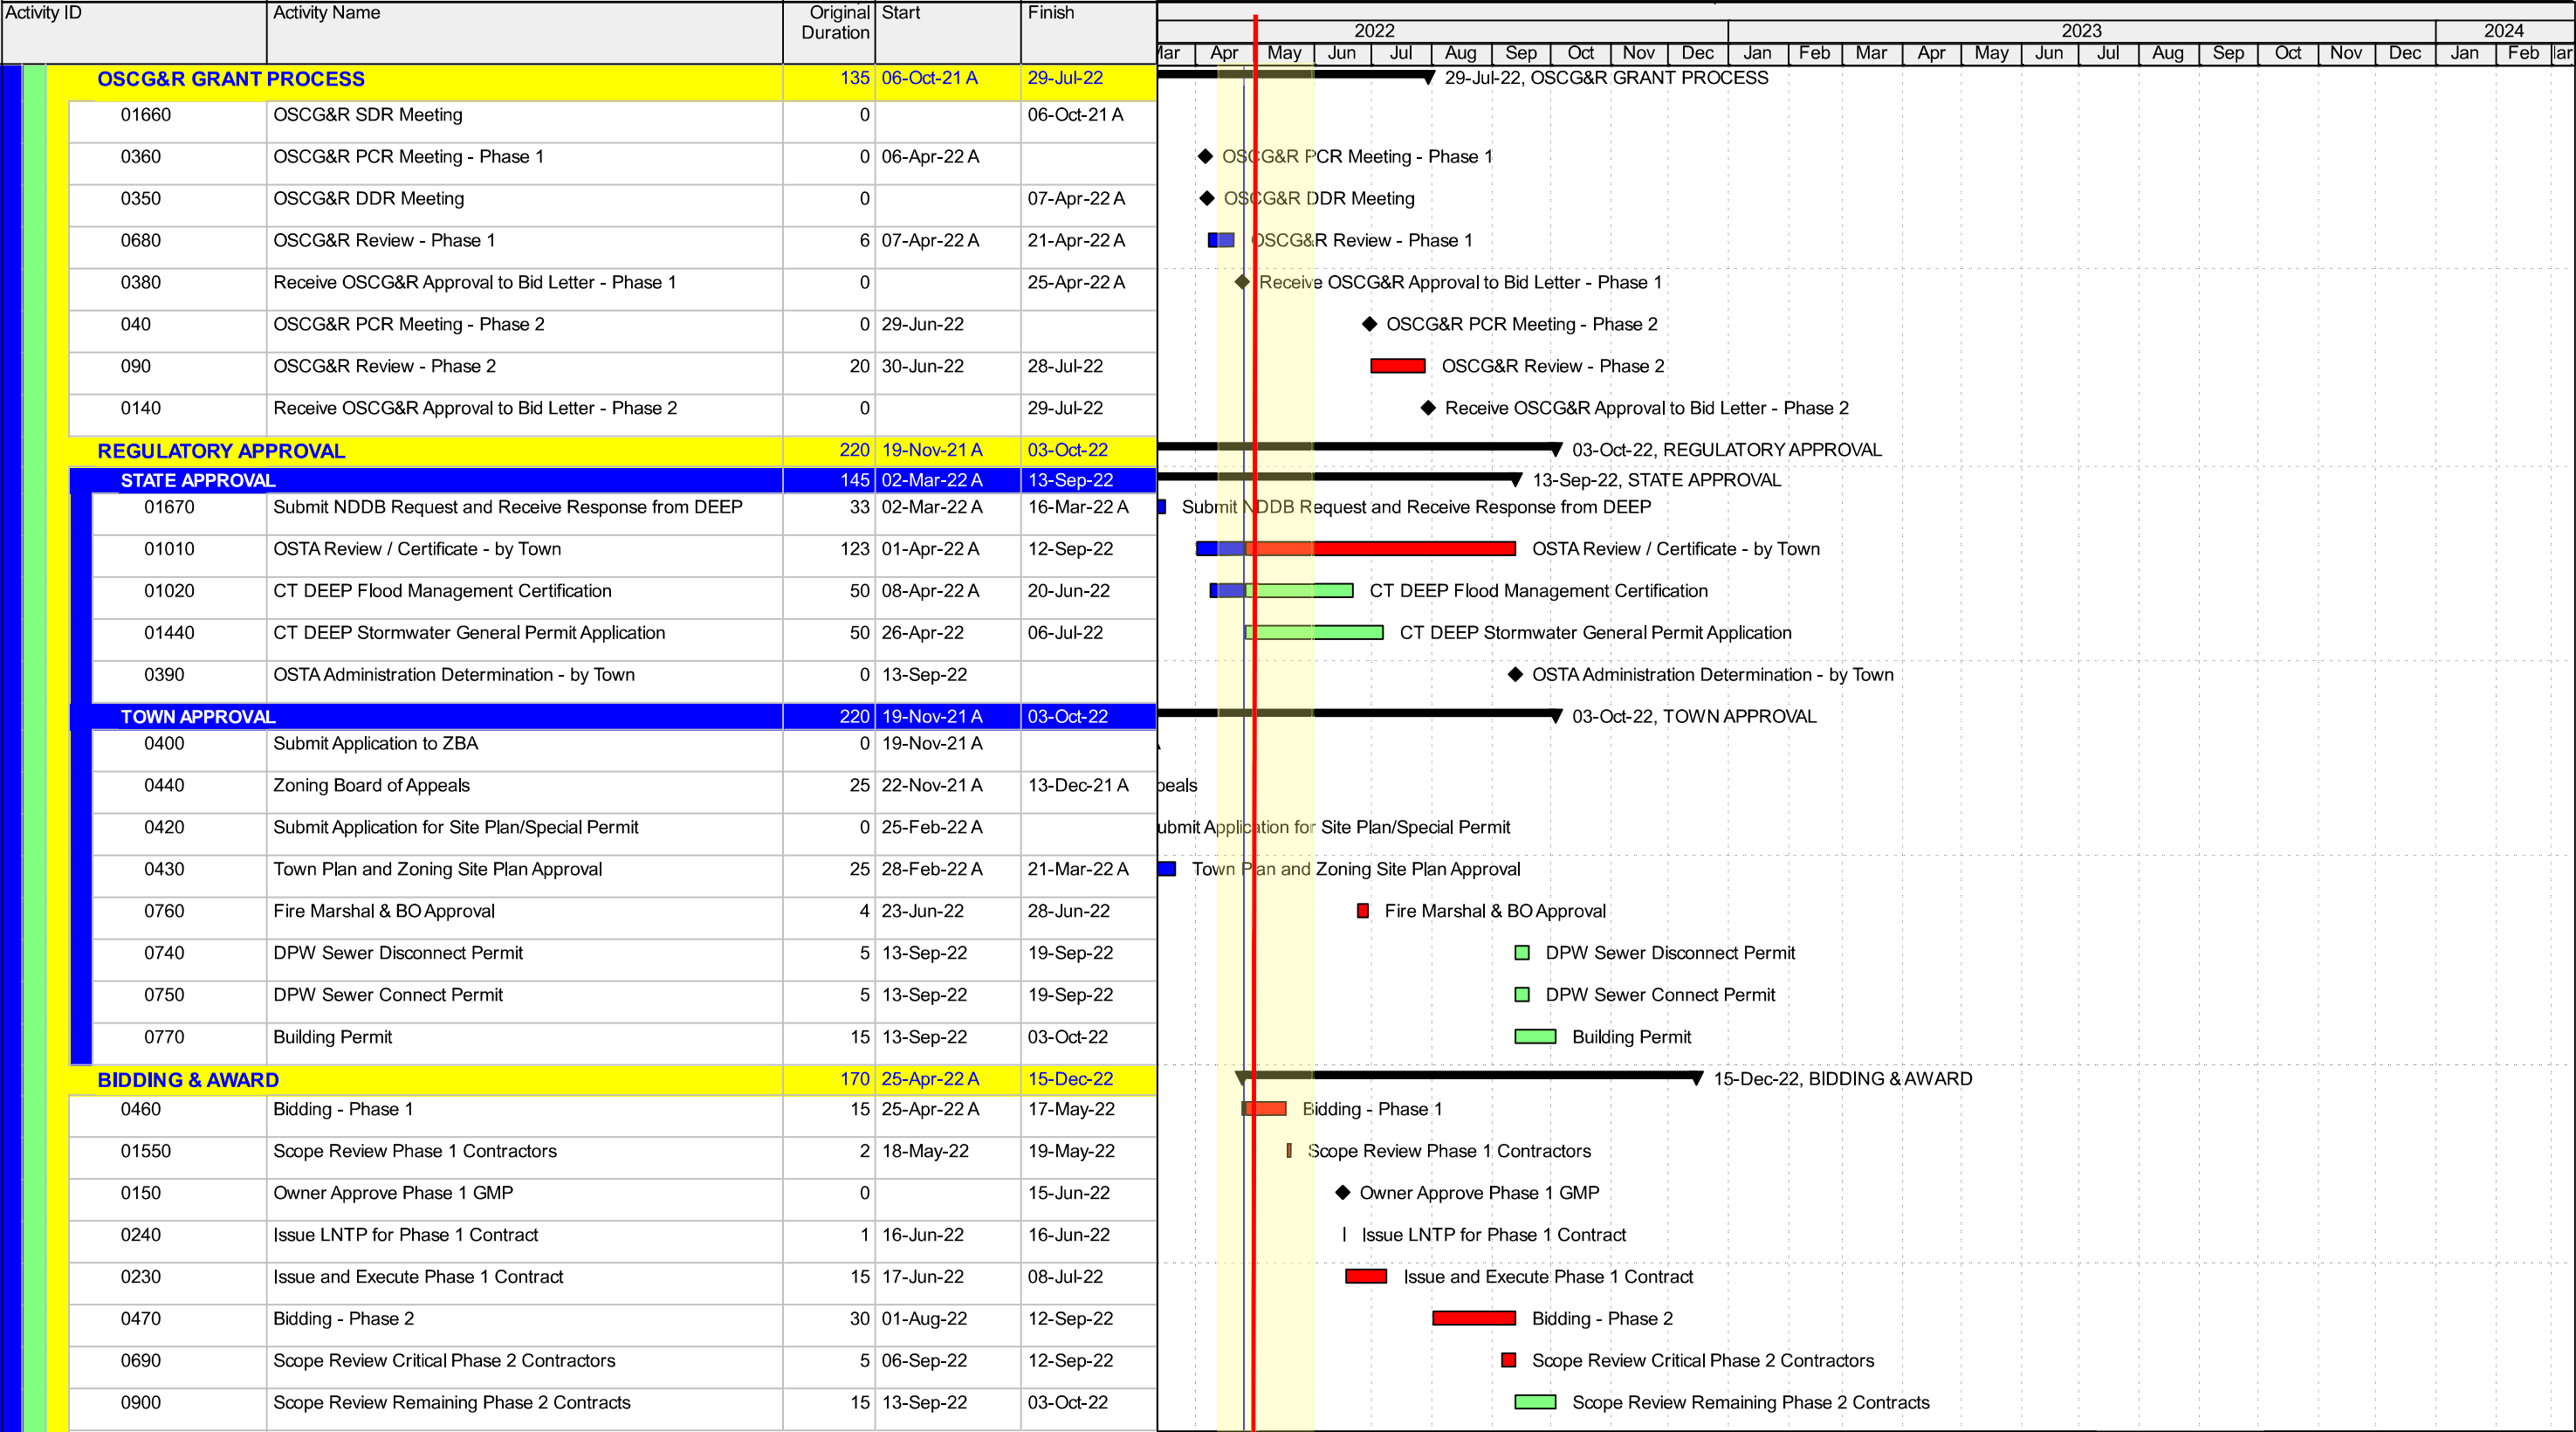 Activity ID Activity Name Original Duration Start Finish
2022 2023 2024
Mar Apr May Jun Jul Aug Sep Oct Nov Dec Jan Feb Mar Apr May Jun Jul Aug Sep Oct Nov Dec Jan Feb Mar
OSCG&R GRANT PROCESS 135 06-Oct-21 A 29-Jul-22 29-Jul-22, OSCG&R GRANT PROCESS
01660 OSCG&R SDR Meeting 0 06-Oct-21 A
0360 OSCG&R PCR Meeting - Phase 1 0 06-Apr-22 A OSCG&R PCR Meeting - Phase 1
0350 OSCG&R DDR Meeting 0 07-Apr-22 A OSCG&R DDR Meeting
0680 OSCG&R Review - Phase 1 6 07-Apr-22 A 21-Apr-22 A OSCG&R Review - Phase 1
0380 Receive OSCG&R Approval to Bid Letter - Phase 1 0 25-Apr-22 A Receive OSCG&R Approval to Bid Letter - Phase 1
040 OSCG&R PCR Meeting - Phase 2 0 29-Jun-22 OSCG&R PCR Meeting - Phase 2
090 OSCG&R Review - Phase 2 20 30-Jun-22 28-Jul-22 OSCG&R Review - Phase 2
0140 Receive OSCG&R Approval to Bid Letter - Phase 2 0 29-Jul-22 Receive OSCG&R Approval to Bid Letter - Phase 2
REGULATORY APPROVAL 220 19-Nov-21 A 03-Oct-22 03-Oct-22, REGULATORY APPROVAL
STATE APPROVAL 145 02-Mar-22 A 13-Sep-22 13-Sep-22, STATE APPROVAL
01670 Submit NDDB Request and Receive Response from DEEP 33 02-Mar-22 A 16-Mar-22 A Submit NDDB Request and Receive Response from DEEP
01010 OSTA Review / Certificate - by Town 123 01-Apr-22 A 12-Sep-22 OSTA Review / Certificate - by Town
01020 CT DEEP Flood Management Certification 50 08-Apr-22 A 20-Jun-22 CT DEEP Flood Management Certification
01440 CT DEEP Stormwater General Permit Application 50 26-Apr-22 06-Jul-22 CT DEEP Stormwater General Permit Application
0390 OSTA Administration Determination - by Town 0 13-Sep-22 OSTA Administration Determination - by Town
TOWN APPROVAL 220 19-Nov-21 A 03-Oct-22 03-Oct-22, TOWN APPROVAL
0400 Submit Application to ZBA 0 19-Nov-21 A
0440 Zoning Board of Appeals 25 22-Nov-21 A 13-Dec-21 A peals
0420 Submit Application for Site Plan/Special Permit 0 25-Feb-22 A ubmit Application for Site Plan/Special Permit
0430 Town Plan and Zoning Site Plan Approval 25 28-Feb-22 A 21-Mar-22 A Town Plan and Zoning Site Plan Approval
0760 Fire Marshal & BO Approval 4 23-Jun-22 28-Jun-22 Fire Marshal & BO Approval
0740 DPW Sewer Disconnect Permit 5 13-Sep-22 19-Sep-22 DPW Sewer Disconnect Permit
0750 DPW Sewer Connect Permit 5 13-Sep-22 19-Sep-22 DPW Sewer Connect Permit
0770 Building Permit 15 13-Sep-22 03-Oct-22 Building Permit
BIDDING & AWARD 170 25-Apr-22 A 15-Dec-22 15-Dec-22, BIDDING & AWARD
0460 Bidding - Phase 1 15 25-Apr-22 A 17-May-22 Bidding - Phase 1
01550 Scope Review Phase 1 Contractors 2 18-May-22 19-May-22 Scope Review Phase 1 Contractors
0150 Owner Approve Phase 1 GMP 0 15-Jun-22 Owner Approve Phase 1 GMP
0240 Issue LNTP for Phase 1 Contract 1 16-Jun-22 16-Jun-22 Issue LNTP for Phase 1 Contract
0230 Issue and Execute Phase 1 Contract 15 17-Jun-22 08-Jul-22 Issue and Execute Phase 1 Contract
0470 Bidding - Phase 2 30 01-Aug-22 12-Sep-22 Bidding - Phase 2
0690 Scope Review Critical Phase 2 Contractors 5 06-Sep-22 12-Sep-22 Scope Review Critical Phase 2 Contractors
0900 Scope Review Remaining Phase 2 Contracts 15 13-Sep-22 03-Oct-22 Scope Review Remaining Phase 2 Contracts